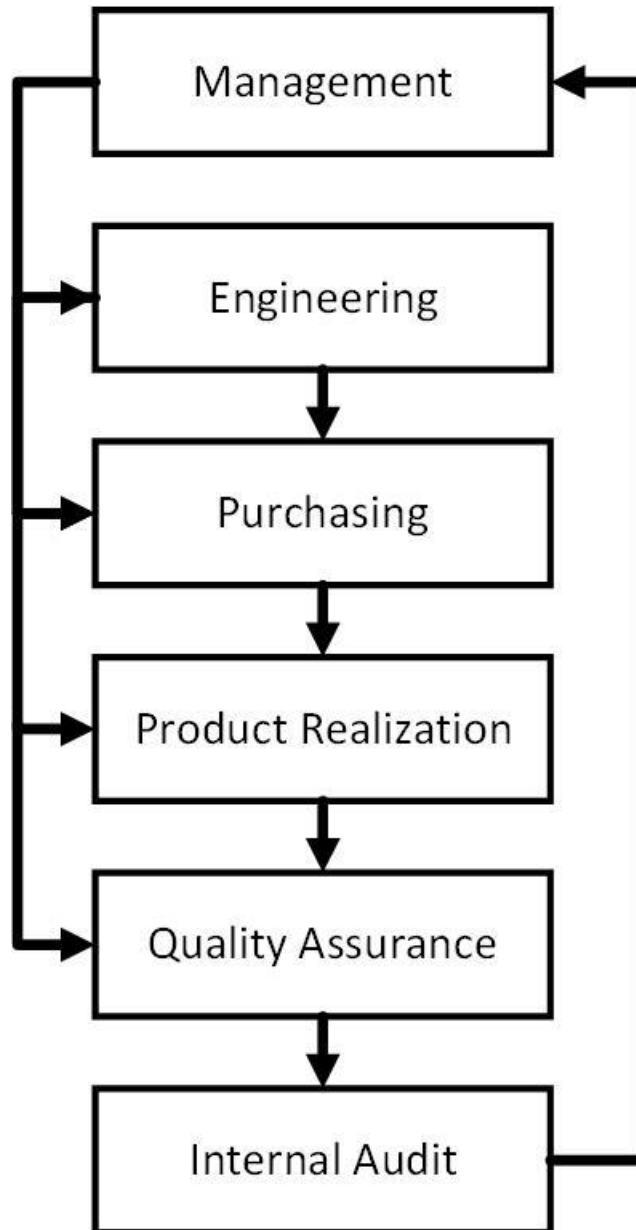 Management
Engineering
Purchasing
Product Realization
Quality Assurance
Internal Audit